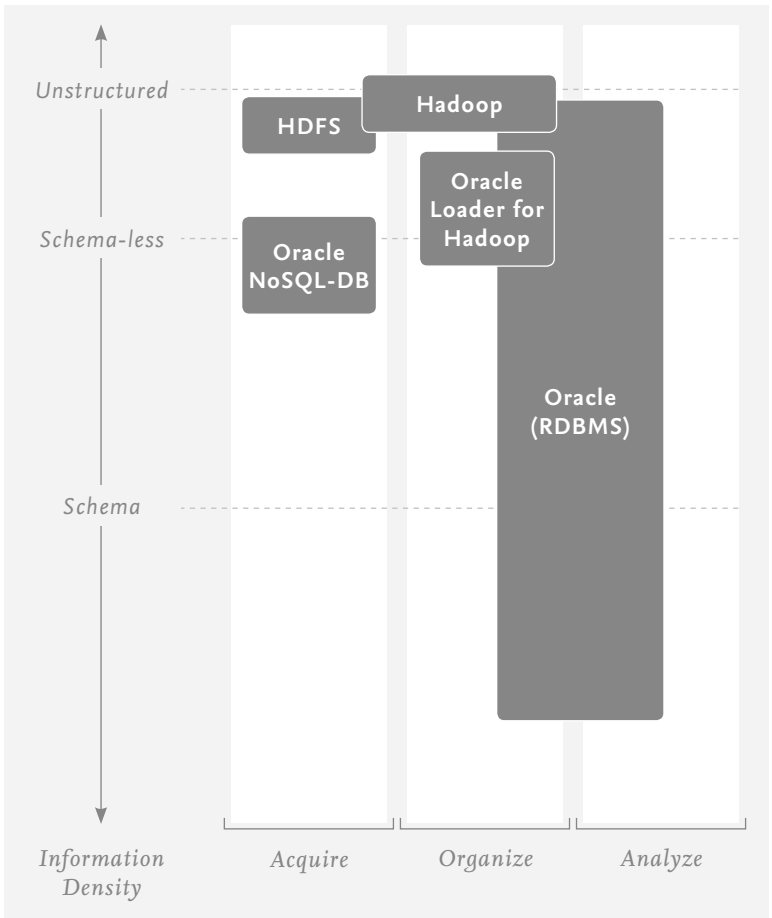 Unstructured
Hadoop
HDFS
Oracle
Loader for
Hadoop
Schema-less
Oracle
NoSQL-DB
Oracle
(RDBMS)
Schema
Information
Density
Acquire
Organize
Analyze